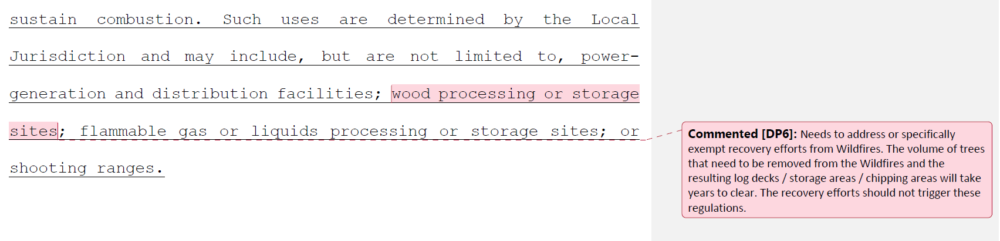 sustain combustion. Such uses are determined by the Local
Jurisdiction and may include, but are not limited to, power-
generation and distribution facilities; wood processing or storage
sites; flammable gas or liquids processing or storage sites; or
shooting ranges.
Commented [DP6]: Needs to address or specifically
exempt recovery efforts from Wildfires. The volume of trees
that need to be removed from the Wildfires and the
resulting log decks / storage areas / chipping areas will take
years to clear. The recovery efforts should not trigger these
regulations.